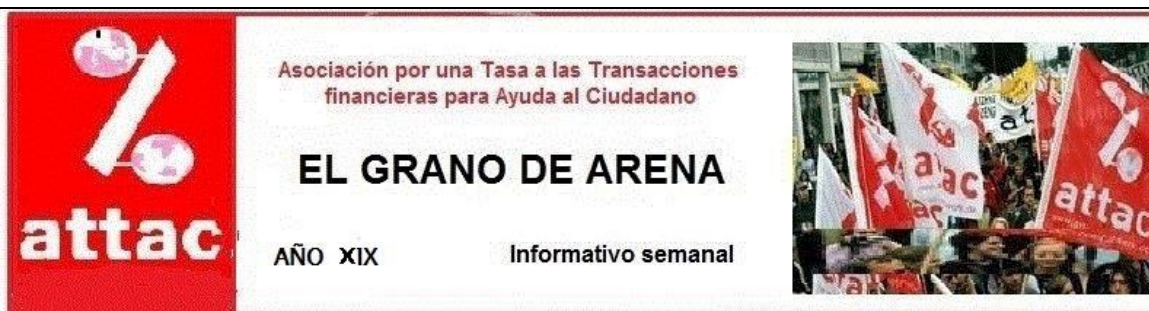 attac
Asociación por una Tasa a las Transacciones
financieras para Ayuda al Ciudadano
EL GRANO DE ARENA
AÑO XIX
Informativo semanal
attac
attac